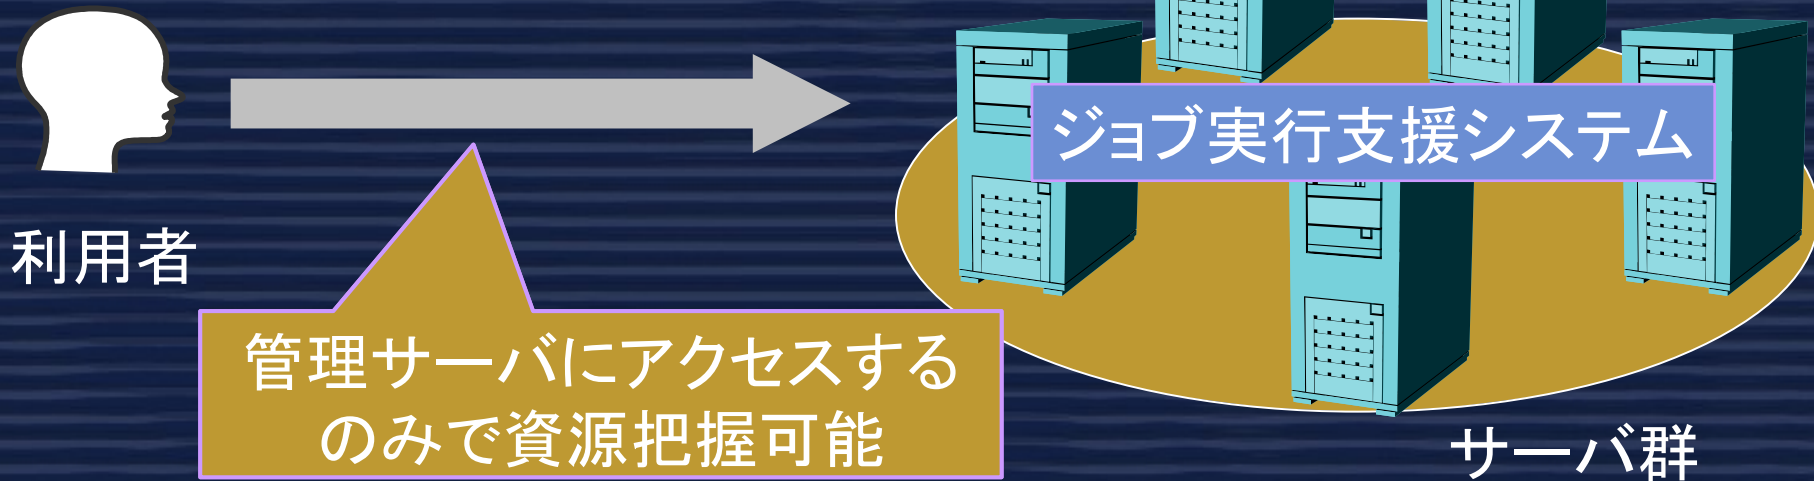 ジョブ実行支援システム
利用者
管理サーバにアクセスする
のみで資源把握可能
サーバ群